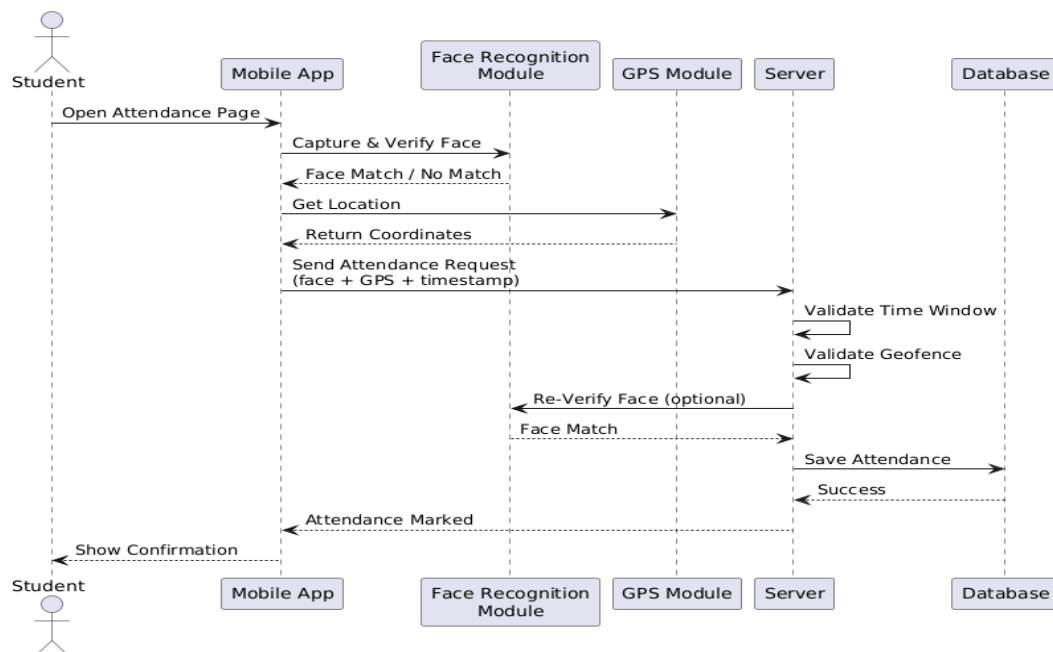 Student
Mobile App
Face Recognition
Module
GPS Module
Server
Database
Open Attendance Page
Capture & Verify Face
Face Match / No Match
Get Location
Return Coordinates
Send Attendance Request
(face + GPS + timestamp)
Validate Time Window
Validate Geofence
Re-Verify Face (optional)
Face Match
Save Attendance
Success
Attendance Marked
Show Confirmation
Student
Mobile App
Face Recognition
Module
GPS Module
Server
Database